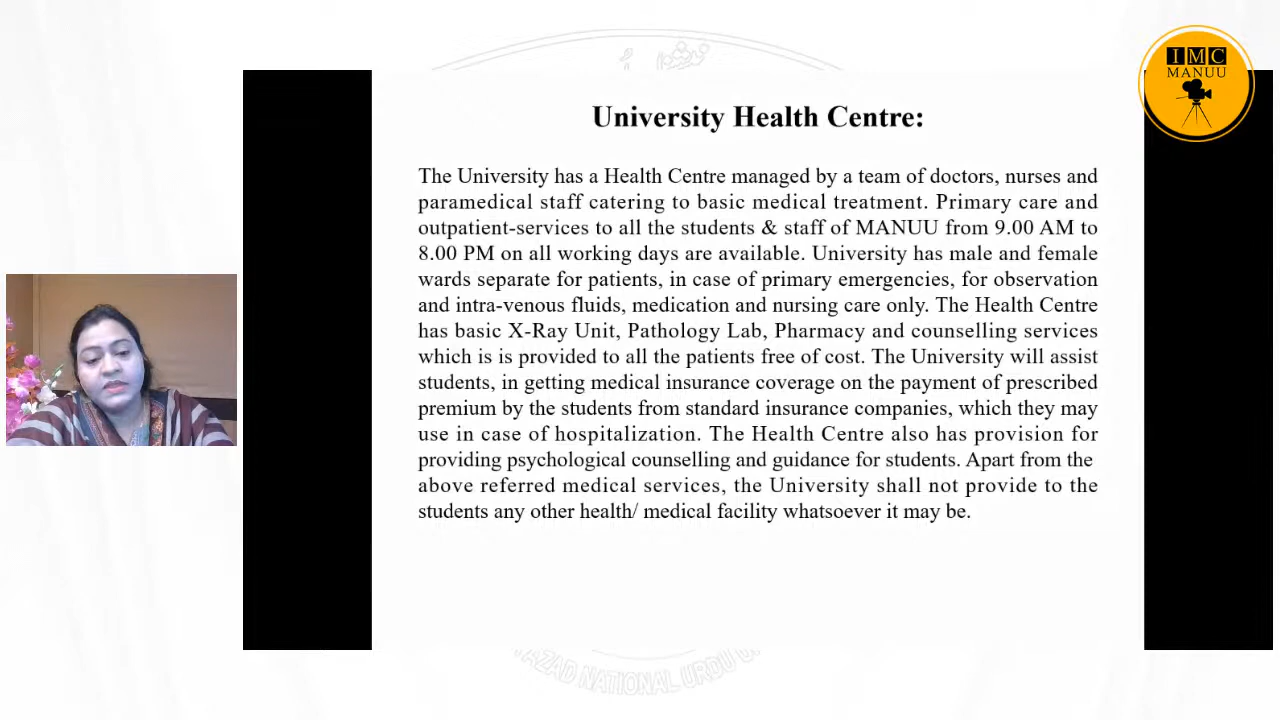 IMC
MANUU
University Health Centre:
The University has a Health Centre managed by a team of doctors, nurses and
paramedical staff catering to basic medical treatment. Primary care and
outpatient-services to all the students & staff of MANUU from 9.00 AM to
8.00 PM on all working days are available. University has male and female
wards separate for patients, in case of primary emergencies, for observation
and intra-venous fluids, medication and nursing care only. The Health Centre
has basic X-Ray Unit, Pathology Lab, Pharmacy and counselling services
which is is provided to all the patients free of cost. The University will assist
students, in getting medical insurance coverage on the payment of prescribed
premium by the students from standard insurance companies, which they may
use in case of hospitalization. The Health Centre also has provision for
providing psychological counselling and guidance for students. Apart from the
above referred medical services, the University shall not provide to the
students any other health/ medical facility whatsoever it may be.
AZAD NATIONAL URDU